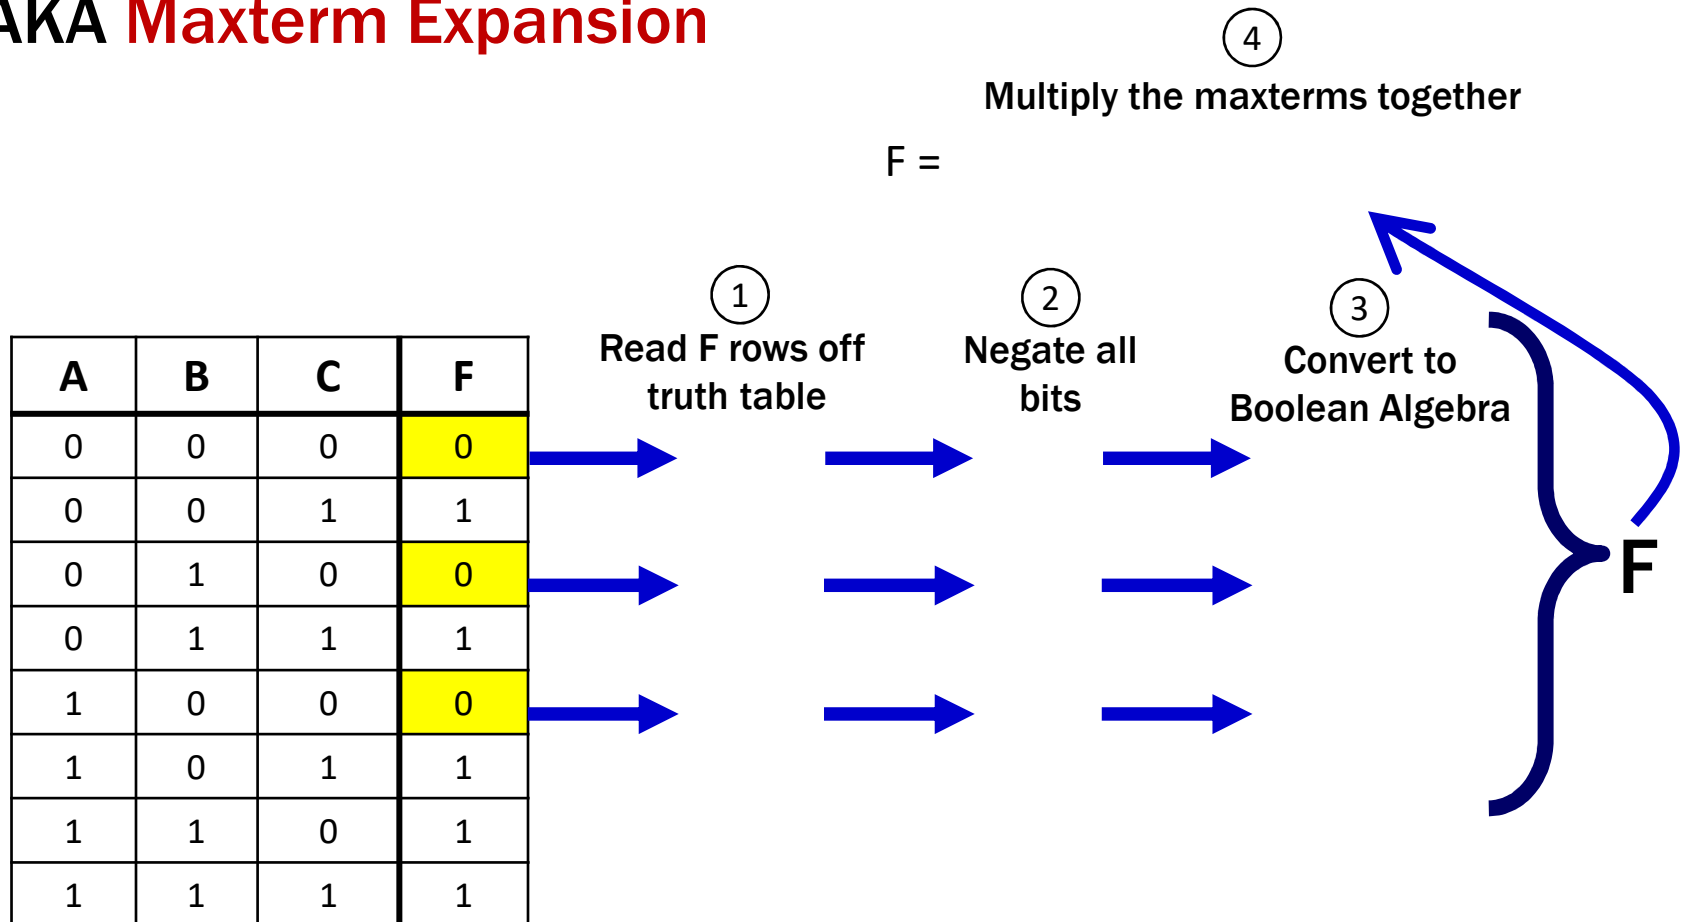 AKA Maxterm Expansion
4
Multiply the maxterms together
F =
1
Read F rows off
truth table
2
Negate all
bits
3
Convert to
Boolean Algebra
A B C F
0 0 0 0
0 0 1 1
0 1 0 0
0 1 1 1
1 0 0 0
1 0 1 1
1 1 0 1
1 1 1 1
F